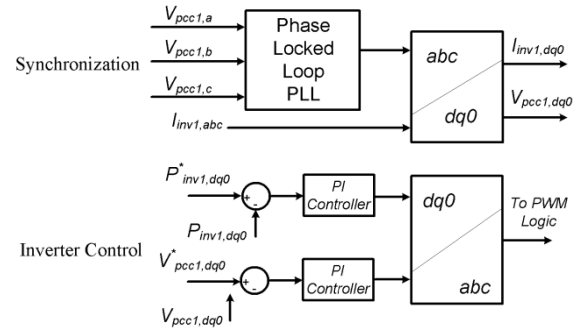 V_pcc1,a
V_pcc1,b
V_pcc1,c
I_inv1,abc
Synchronization
Phase
Locked
Loop
PLL
abc
dq0
I_inv1,dq0
V_pcc1,dq0
Inverter Control
P*_inv1,dq0
+
-
P_inv1,dq0
PI
Controller
V*_pcc1,dq0
+
-
V_pcc1,dq0
PI
Controller
dq0
abc
To PWM
Logic